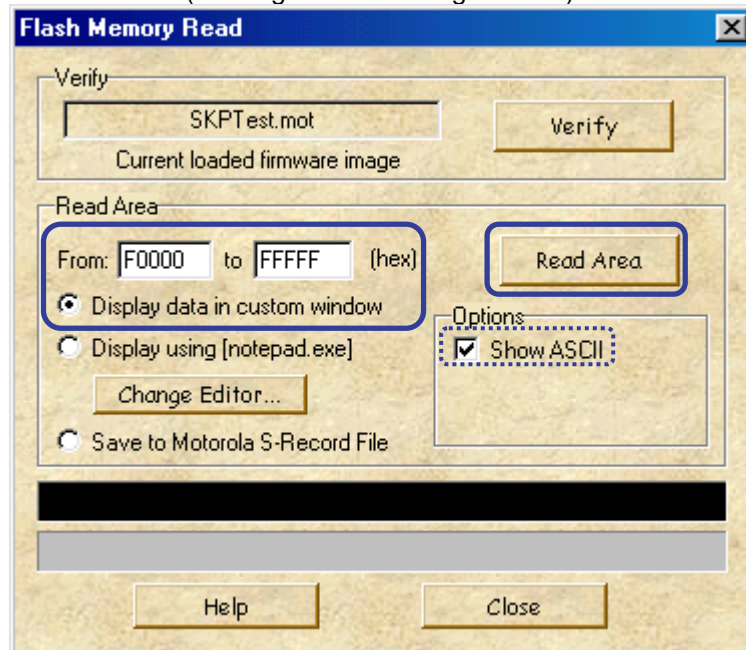 Flash Memory Read
Verify
SKPTest.mot
Verify
Current loaded firmware image
Read Area
From: F0000 to FFFFF (hex)
Read Area
Display data in custom window
Options
Display using [notepad.exe]
Show ASCII
Change Editor...
Save to Motorola S-Record File
Help
Close